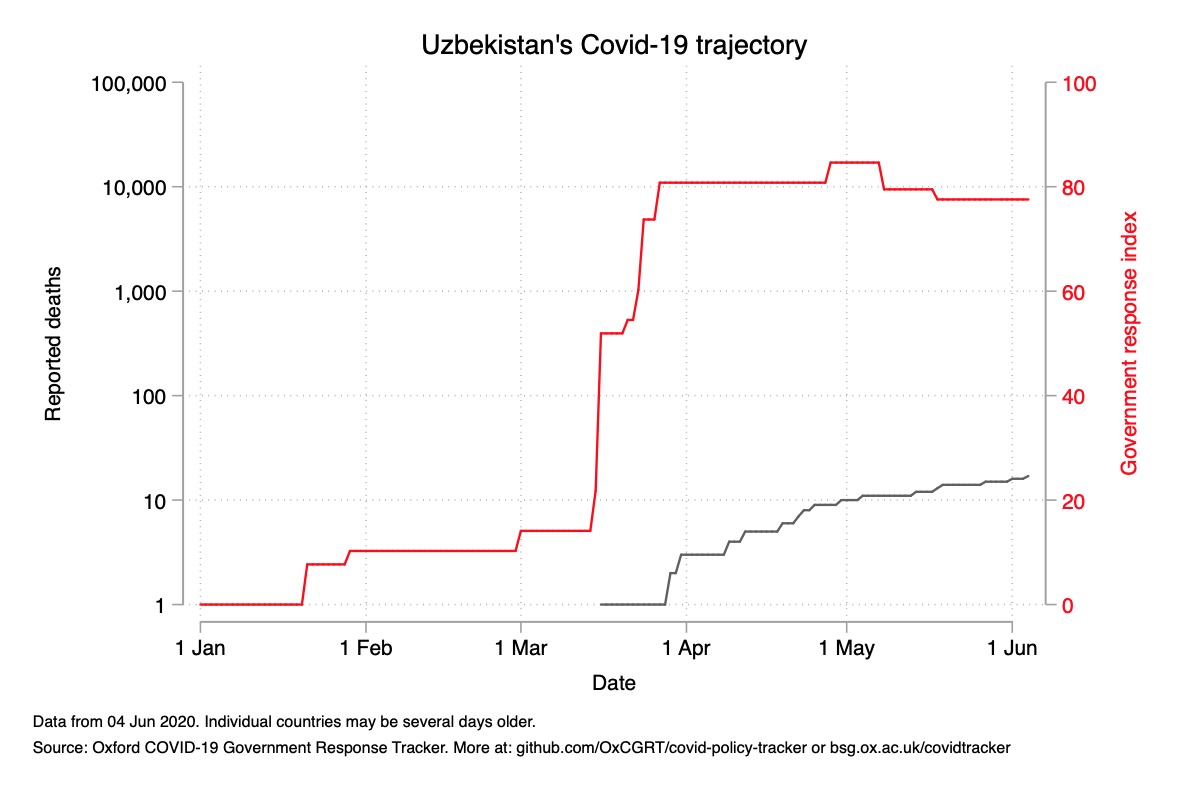 Uzbekistan's Covid-19 trajectory
100,000
10,000
1,000
100
10
1
Reported deaths
100
80
60
40
20
0
Government response index
1 Jan
1 Feb
1 Mar
1 Apr
1 May
1 Jun
Date
Data from 04 Jun 2020. Individual countries may be several days older.
Source: Oxford COVID-19 Government Response Tracker. More at: github.com/OxCGRT/covid-policy-tracker or bsg.ox.ac.uk/covidtracker